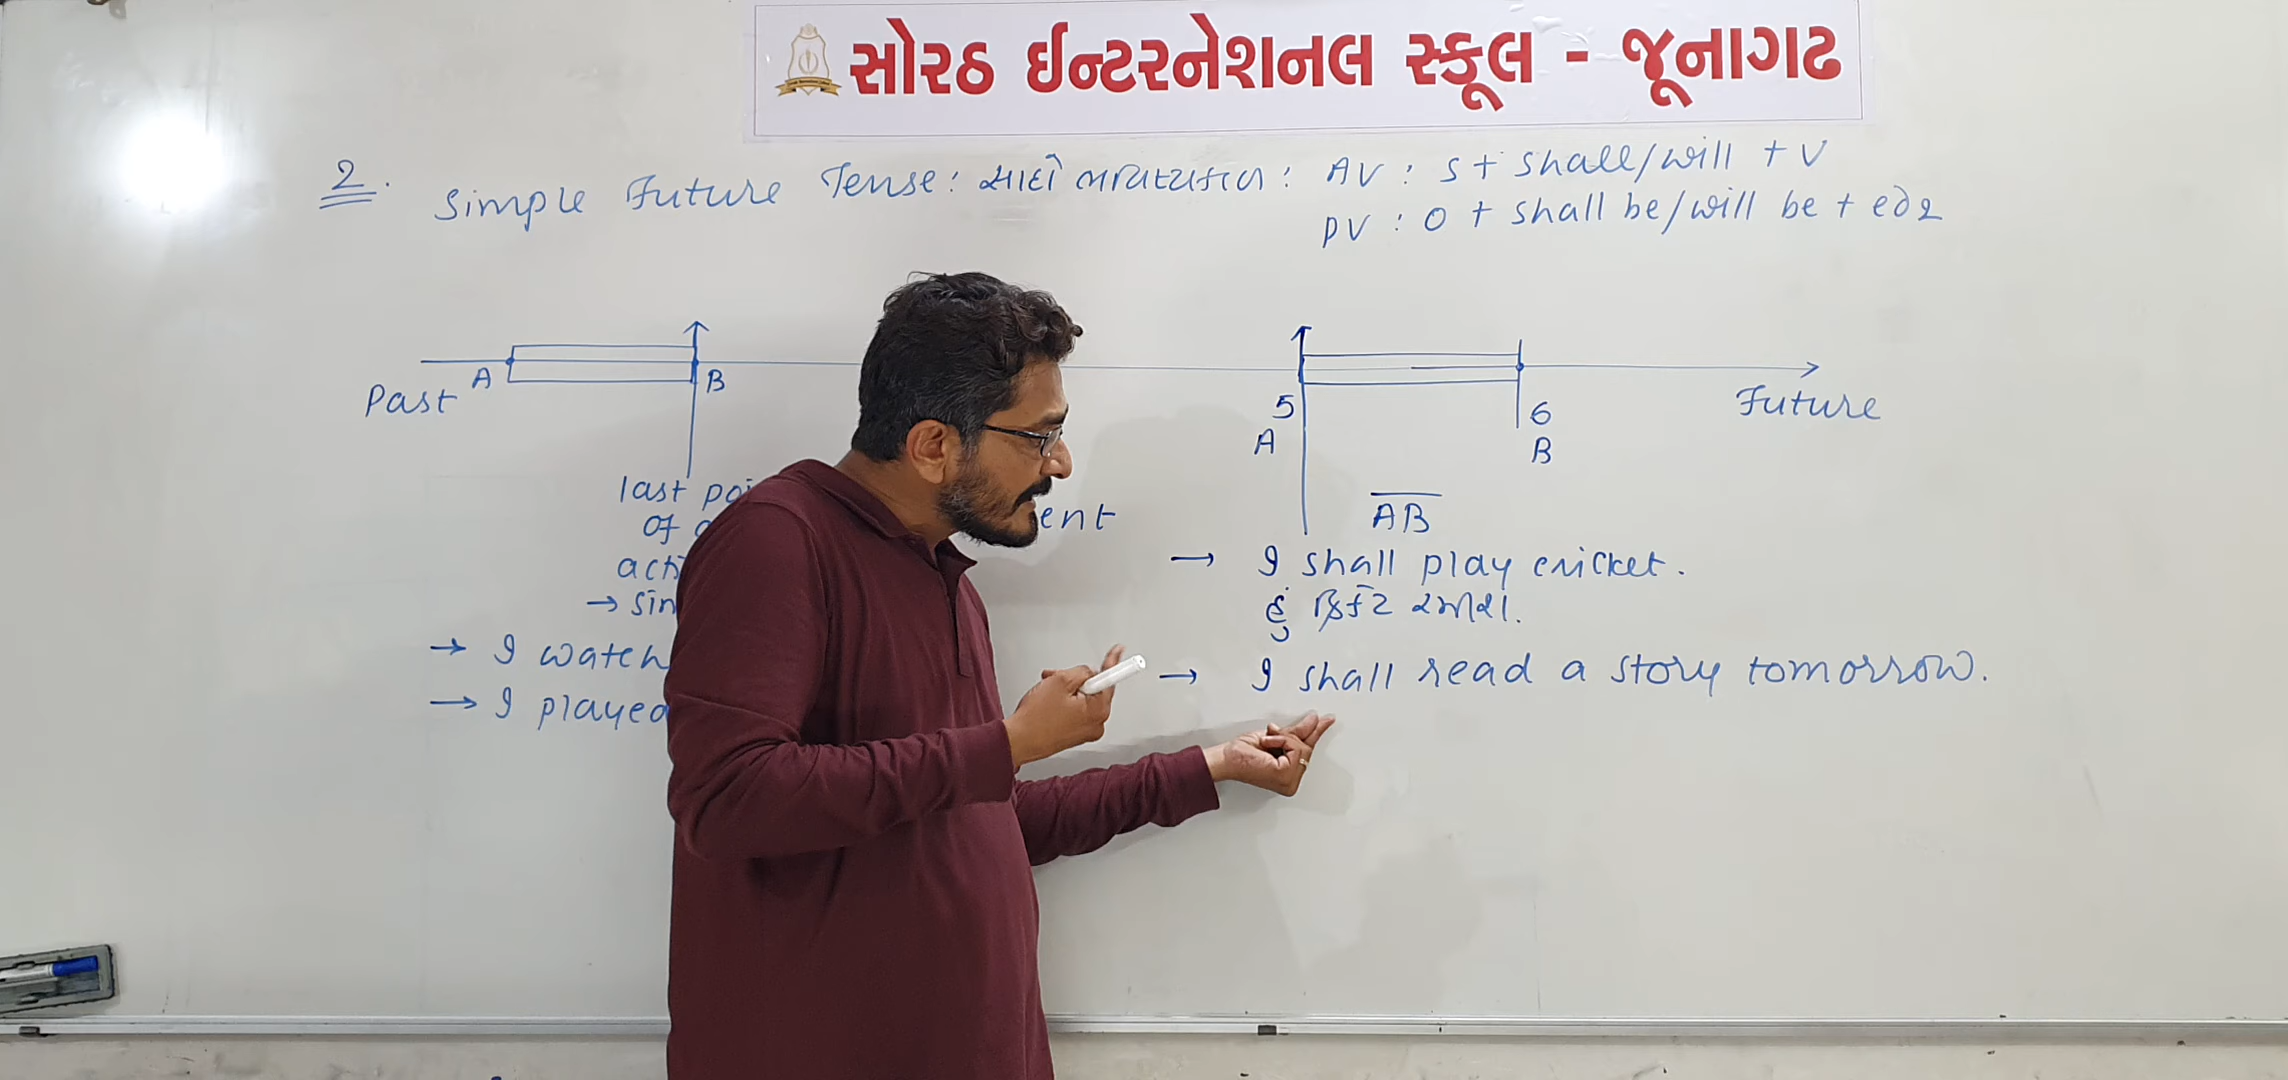 સોરઠ ઈન્ટરનેશનલ સ્કૂલ - જૂનાગઢ
2. Simple Future Tense: સાદો ભવિષ્યકાળ: AV: S + shall/will + V
PV: O + shall be/will be + ed2
Past A B
5 6 Future
A B
last
of
ent
AB
→ I shall play cricket.
હું ક્રિકેટ રમીશ.
→ I watch
→ I shall read a story tomorrow.
→ I played